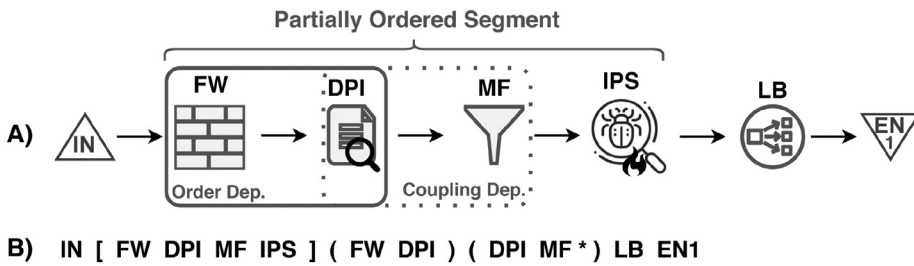 Partially Ordered Segment
FW DPI MF IPS LB
A) IN EN
1
Order Dep. Coupling Dep.
B) IN [ FW DPI MF IPS ] ( FW DPI ) ( DPI MF * ) LB EN1